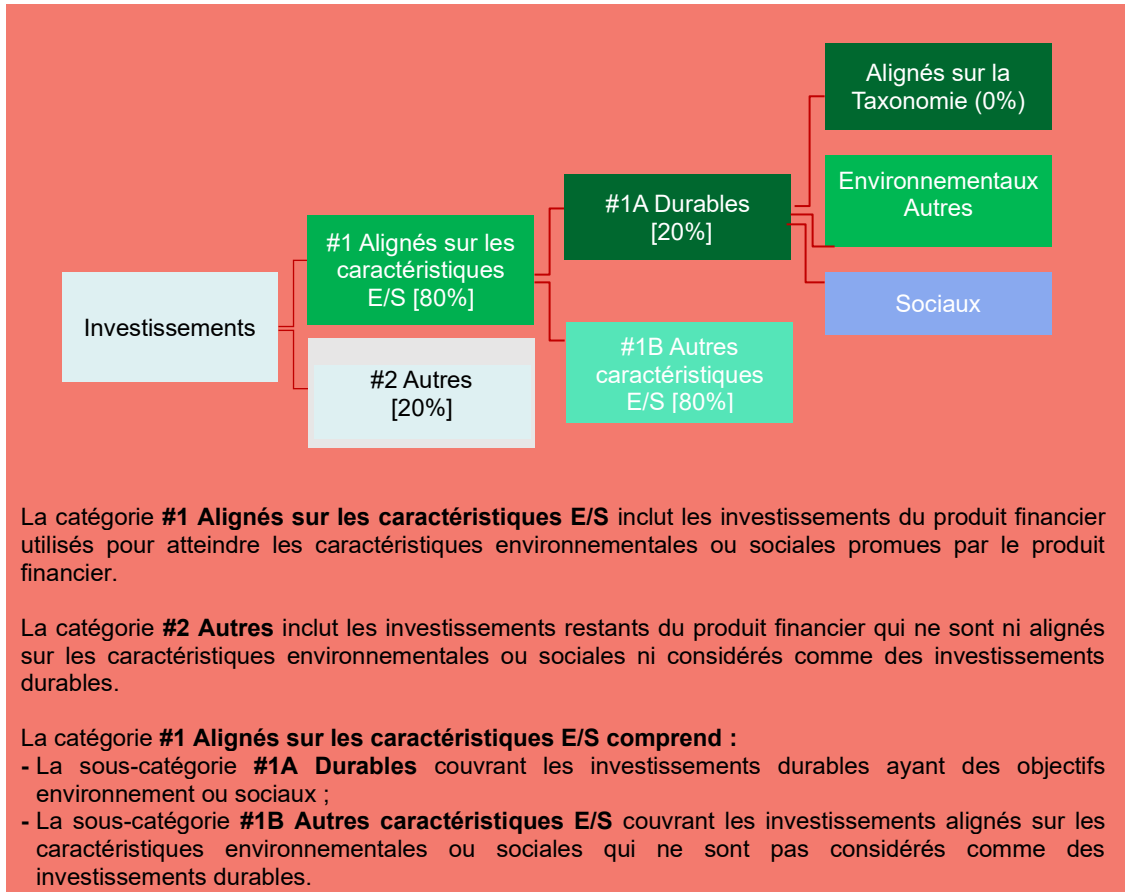 Alignés sur la
Taxonomie (0%)
Environnementaux
Autres
#1A Durables
[20%]
#1 Alignés sur les
caractéristiques
E/S [80%]
Sociaux
Investissements
#1B Autres
caractéristiques
E/S [80%]
#2 Autres
[20%]
La catégorie #1 Alignés sur les caractéristiques E/S inclut les investissements du produit financier
utilisés pour atteindre les caractéristiques environnementales ou sociales promues par le produit
financier.
La catégorie #2 Autres inclut les investissements restants du produit financier qui ne sont ni alignés
sur les caractéristiques environnementales ou sociales ni considérés comme des investissements
durables.
La catégorie #1 Alignés sur les caractéristiques E/S comprend :
- La sous-catégorie #1A Durables couvrant les investissements durables ayant des objectifs
environnement ou sociaux ;
- La sous-catégorie #1B Autres caractéristiques E/S couvrant les investissements alignés sur les
caractéristiques environnementales ou sociales qui ne sont pas considérés comme des
investissements durables.